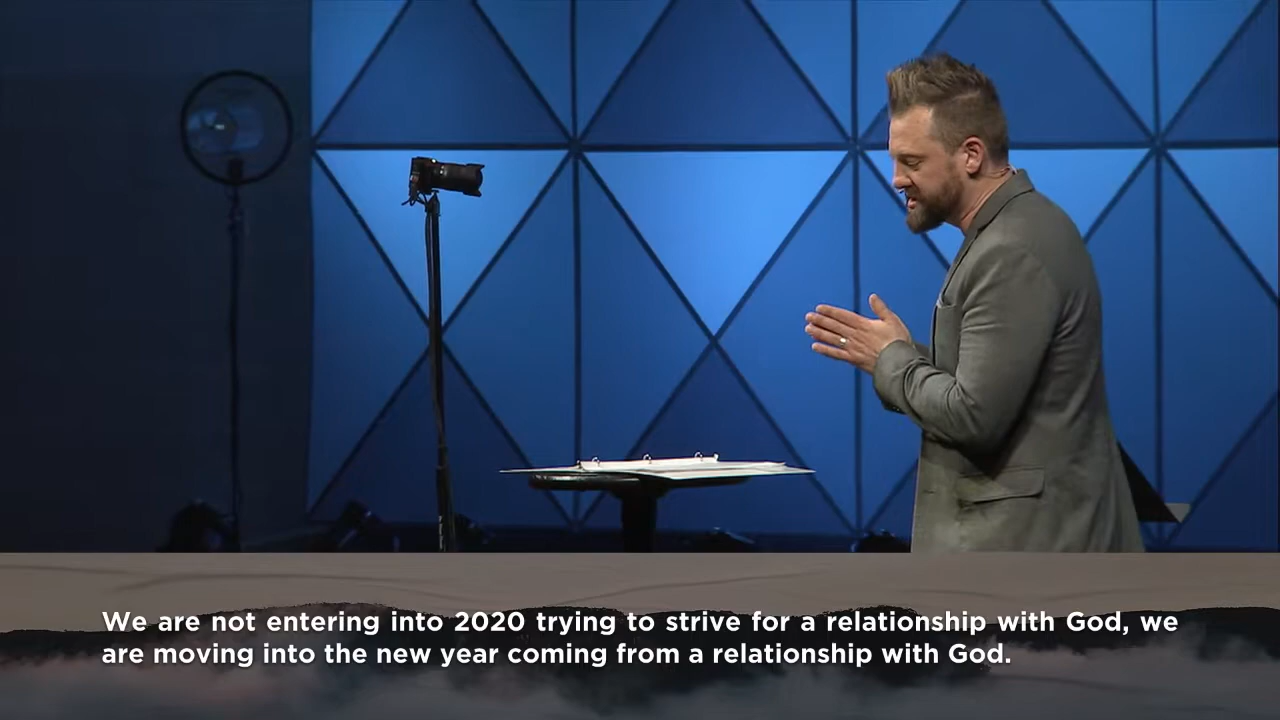 We are not entering into 2020 trying to strive for a relationship with God, we
are moving into the new year coming from a relationship with God.